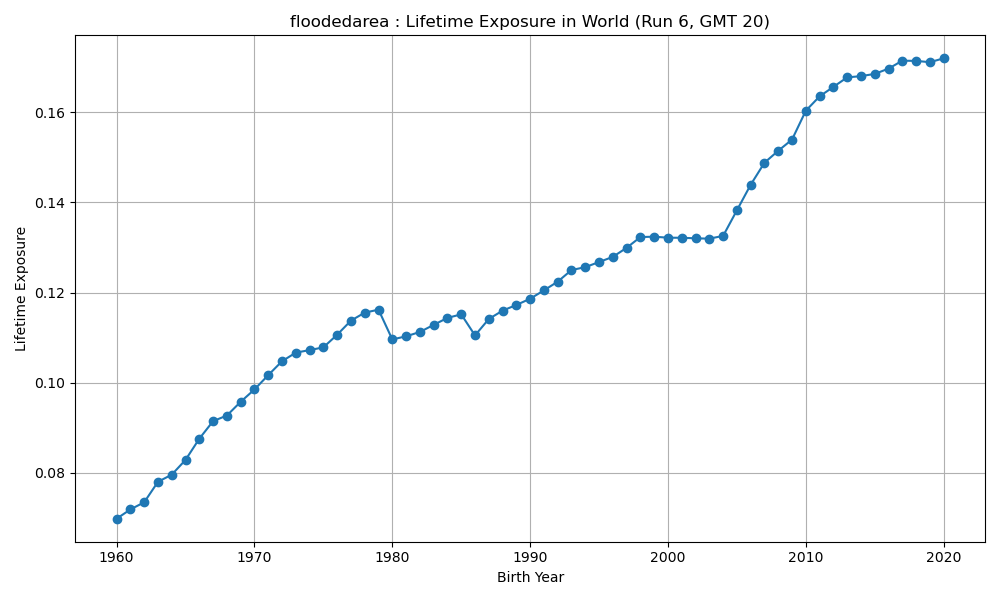 floodedarea : Lifetime Exposure in World (Run 6, GMT 20)
Lifetime Exposure
0.16
0.14
0.12
0.10
0.08
1960 1970 1980 1990 2000 2010 2020
Birth Year